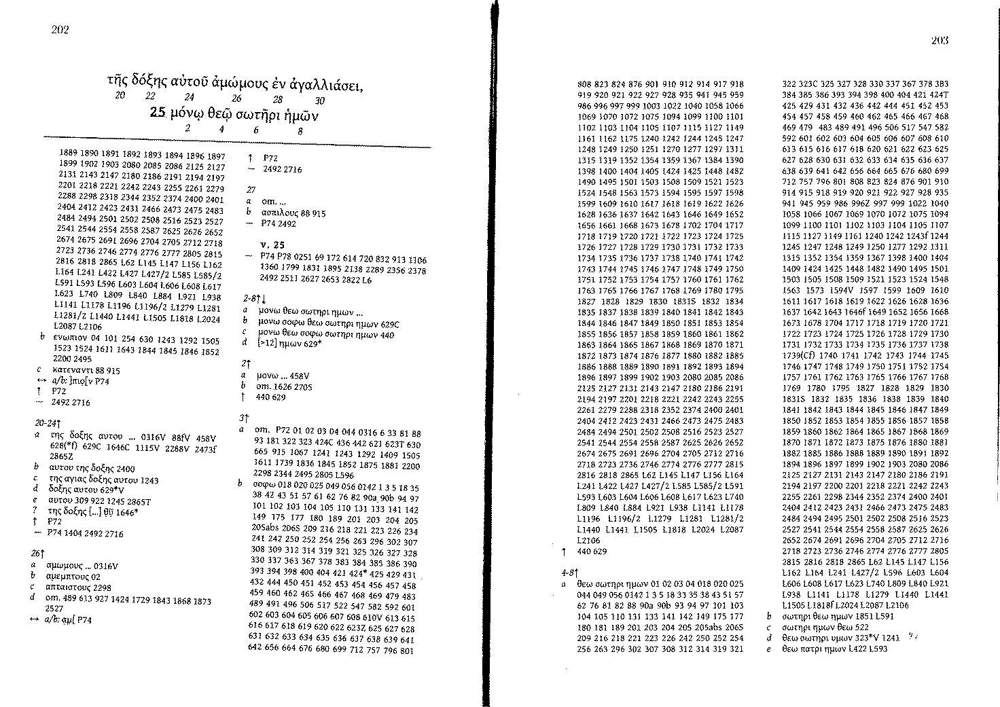 202
τῆς δόξης αὐτοῦ ἀμώμους ἐν ἀγαλλιάσει,
20 22 24 26 28 30
25 μόνῳ θεῷ σωτῆρι ἡμῶν
2 4 6 8
1889 1890 1891 1892 1893 1894 1896 1897
1899 1902 1903 2080 2085 2086 2125 2127
2131 2143 2147 2180 2186 2191 2194 2197
2201 2218 2221 2242 2243 2255 2261 2279
2288 2298 2318 2344 2352 2374 2400 2401
2404 2412 2423 2431 2466 2473 2475 2483
2484 2494 2501 2502 2508 2516 2523 2527
2541 2544 2554 2558 2587 2625 2626 2652
2674 2675 2691 2696 2704 2705 2712 2718
2723 2736 2746 2774 2776 2777 2805 2815
2816 2818 2865 L62 L145 L147 L156 L162
L164 L241 L422 L427 L427/2 L585 L585/2
L591 L593 L596 L603 L604 L606 L608 L617
L623 L740 L809 L840 L884 L921 L938
L1141 L1178 L1196 L1196/2 L1279 L1281
L1281/2 L1440 L1441 L1505 L1818 L2024
L2087 L2106
b ενωπιον 04 101 254 630 1243 1292 1505
1523 1524 1611 1643 1844 1845 1846 1852
2200 2495
c κατεναντι 88 915
↔ a/b: ]πιο[ν P74
↑ P72
– 2492 2716
20-24↑
a της δοξης αυτου ... 0316V 88fV 458V
628(*f) 629C 1646C 1115V 2288V 2473f
2865Z
b αυτου της δοξης 2400
c της αγιας δοξης αυτου 1243
d δοξης αυτου 629*V
e αυτου 309 922 1245 2865T
? της δοξης [...] θῡ 1646*
↑ P72
– P74 1404 2492 2716
26↑
a αμωμους ... 0316V
b αμεμπτους 02
c απταιστους 2298
d om. 489 613 927 1424 1729 1843 1868 1873
2527
↔ a/b: αμ[ P74
↑ P72
– 2492 2716
27
a om. ...
b ασπιλους 88 915
– P74 2492
v. 25
– P74 P78 0251 69 172 614 720 832 913 1106
1360 1799 1831 1895 2138 2289 2356 2378
2492 2511 2627 2653 2822 L6
2-8↑↓
a μονω θεω σωτηρι ημων ...
b μονω σοφω θεω σωτηρι ημων 629C
c μονω θεω σοφω σωτηρι ημων 440
d [>12] ημων 629*
2↑
a μονω ... 458V
b om. 1626 2705
↑ 440 629
3↑
a om. P72 01 02 03 04 044 0316 6 33 81 88
93 181 322 323 424C 436 442 621 623T 630
665 915 1067 1241 1243 1292 1409 1505
1611 1739 1836 1845 1852 1875 1881 2200
2298 2344 2495 2805 L596
b σοφω 018 020 025 049 056 0142 1 3 5 18 35
38 42 43 51 57 61 62 76 82 90a 90b 94 97
101 102 103 104 105 110 131 133 141 142
149 175 177 180 189 201 203 204 205
205abs 206S 209 216 218 221 223 226 234
241 242 250 252 254 256 263 296 302 307
308 309 312 314 319 321 325 326 327 328
330 337 363 367 378 383 384 385 386 390
393 394 398 400 404 421 424* 425 429 431
432 444 450 451 452 453 454 456 457 458
459 460 462 465 466 467 468 469 479 483
489 491 496 506 517 522 547 582 592 601
602 603 604 605 606 607 608 610V 613 615
616 617 618 619 620 622 623Z 625 627 628
631 632 633 634 635 636 637 638 639 641
642 656 664 676 680 699 712 757 796 801
203
808 823 824 876 901 910 912 914 917 918
919 920 921 922 927 928 935 941 945 959
986 996 997 999 1003 1022 1040 1058 1066
1069 1070 1072 1075 1094 1099 1100 1101
1102 1103 1104 1105 1107 1115 1127 1149
1161 1162 1175 1240 1242 1244 1245 1247
1248 1249 1250 1251 1270 1277 1297 1311
1315 1319 1352 1354 1359 1367 1384 1390
1398 1400 1404 1405 1424 1425 1448 1482
1490 1495 1501 1503 1508 1509 1521 1523
1524 1548 1563 1573 1594 1595 1597 1598
1599 1609 1610 1617 1618 1619 1622 1626
1628 1636 1637 1642 1643 1646 1649 1652
1656 1661 1668 1673 1678 1702 1704 1717
1718 1719 1720 1721 1722 1723 1724 1725
1726 1727 1728 1729 1730 1731 1732 1733
1734 1735 1736 1737 1738 1740 1741 1742
1743 1744 1745 1746 1747 1748 1749 1750
1751 1752 1753 1754 1757 1760 1761 1762
1763 1765 1766 1767 1768 1769 1780 1795
1827 1828 1829 1830 1831S 1832 1834
1835 1837 1838 1839 1840 1841 1842 1843
1844 1846 1847 1849 1850 1851 1853 1854
1855 1856 1857 1858 1859 1860 1861 1862
1863 1864 1865 1867 1868 1869 1870 1871
1872 1873 1874 1876 1877 1880 1882 1885
1886 1888 1889 1890 1891 1892 1893 1894
1896 1897 1899 1902 1903 2080 2085 2086
2125 2127 2131 2143 2147 2180 2186 2191
2194 2197 2201 2218 2221 2242 2243 2255
2261 2279 2288 2318 2352 2374 2400 2401
2404 2412 2423 2431 2466 2473 2475 2483
2484 2494 2501 2502 2508 2516 2523 2527
2541 2544 2554 2558 2587 2625 2626 2652
2674 2675 2691 2696 2704 2705 2712 2716
2718 2723 2736 2746 2774 2776 2777 2815
2816 2818 2865 L62 L145 L147 L156 L164
L241 L422 L427 L427/2 L585 L585/2 L591
L593 L603 L604 L606 L608 L617 L623 L740
L809 L840 L884 L921 L938 L1141 L1178
L1196 L1196/2 L1279 L1281 L1281/2
L1440 L1441 L1505 L1818 L2024 L2087
L2106
↑ 440 629
4-8↑
a θεω σωτηρι ημων 01 02 03 04 018 020 025
044 049 056 0142 1 3 5 18 33 35 38 43 51 57
62 76 81 82 88 90a 90b 93 94 97 101 103
104 105 110 131 133 141 142 149 175 177
180 181 189 201 203 204 205 205abs 206S
209 216 218 221 223 226 242 250 252 254
256 263 296 302 307 308 312 314 319 321
322 323C 325 327 328 330 337 367 378 383
384 385 386 393 394 398 400 404 421 424T
425 429 431 432 436 442 444 451 452 453
454 457 458 459 460 462 465 466 467 468
469 479 483 489 491 496 506 517 547 582
592 601 602 603 604 605 606 607 608 610
613 615 616 617 618 620 621 622 623 625
627 628 630 631 632 633 634 635 636 637
638 639 641 642 656 664 665 676 680 699
712 757 796 801 808 823 824 876 901 910
914 915 918 919 920 921 922 927 928 935
941 945 959 986 996Z 997 999 1022 1040
1058 1066 1067 1069 1070 1072 1075 1094
1099 1100 1101 1102 1103 1104 1105 1107
1115 1127 1149 1161 1240 1242 1243f 1244
1245 1247 1248 1249 1250 1277 1292 1311
1315 1352 1354 1359 1367 1398 1400 1404
1409 1424 1425 1448 1482 1490 1495 1501
1503 1505 1508 1509 1521 1523 1524 1548
1563 1573 1594V 1597 1599 1609 1610
1611 1617 1618 1619 1622 1626 1628 1636
1637 1642 1643 1646f 1649 1652 1656 1668
1673 1678 1704 1717 1718 1719 1720 1721
1722 1723 1724 1725 1726 1728 1729 1730
1731 1732 1733 1734 1735 1736 1737 1738
1739(Cf) 1740 1741 1742 1743 1744 1745
1746 1747 1748 1749 1750 1751 1752 1754
1757 1761 1762 1763 1765 1766 1767 1768
1769 1780 1795 1827 1828 1829 1830
1831S 1832 1835 1836 1838 1839 1840
1841 1842 1843 1844 1845 1846 1847 1849
1850 1852 1853 1854 1855 1856 1857 1858
1859 1860 1862 1864 1865 1867 1868 1869
1870 1871 1872 1873 1875 1876 1880 1881
1882 1885 1886 1888 1889 1890 1891 1892
1894 1896 1897 1899 1902 1903 2080 2086
2125 2127 2131 2143 2147 2180 2186 2191
2194 2197 2200 2201 2218 2221 2242 2243
2255 2261 2298 2344 2352 2374 2400 2401
2404 2412 2423 2431 2466 2473 2475 2483
2484 2494 2495 2501 2502 2508 2516 2523
2527 2541 2544 2554 2558 2587 2625 2626
2652 2674 2691 2696 2704 2705 2712 2716
2718 2723 2736 2746 2774 2776 2777 2805
2815 2816 2818 2865 L62 L145 L147 L156
L162 L164 L241 L427/2 L596 L603 L604
L606 L608 L617 L623 L740 L809 L840 L921
L938 L1141 L1178 L1279 L1440 L1441
L1505 L1818f L2024 L2087 L2106
b σωτηρι θεω ημων 1851 L591
c σωτηρι ημων θεω 522
d θεω σωτηρι υμων 323*V 1241
e θεω πατρι ημων L422 L593